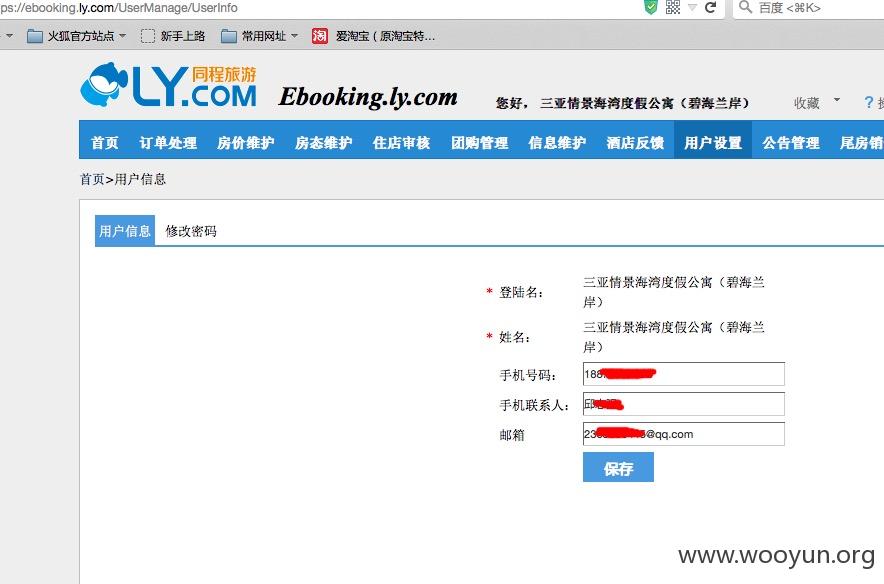 ps://ebooking.ly.com/UserManage/UserInfo
百度 <⌘K>
火狐官方站点 新手上路 常用网址 淘 爱淘宝（原淘宝特…
LY.COM 同程旅游
Ebooking.ly.com
您好， 三亚情景海湾度假公寓（碧海兰岸）
收藏 ?
首页 订单处理 房价维护 房态维护 住店审核 团购管理 信息维护 酒店反馈 用户设置 公告管理 尾房销
首页>用户信息
用户信息 修改密码
* 登陆名： 三亚情景海湾度假公寓（碧海兰
岸）
* 姓名： 三亚情景海湾度假公寓（碧海兰
岸）
手机号码： 188
手机联系人： 邱
邮箱 23 @qq.com
保存
www.wooyun.org